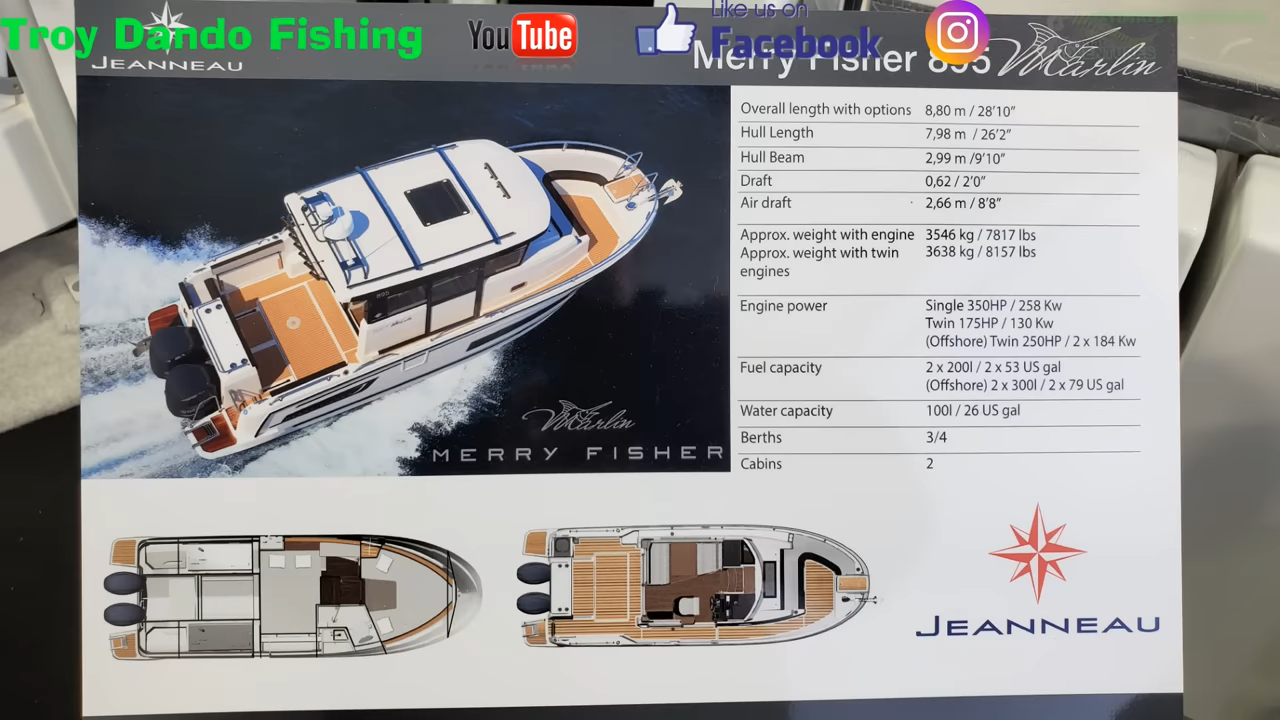 Troy Dando Fishing
YouTube
Like us on
Facebook
JEANNEAU
Merry Fisher 895 Marlin
Overall length with options 8,80 m / 28'10"
Hull Length 7,98 m / 26'2"
Hull Beam 2,99 m /9'10"
Draft 0,62 / 2'0"
Air draft 2,66 m / 8'8"
Approx. weight with engine 3546 kg / 7817 lbs
Approx. weight with twin 3638 kg / 8157 lbs
engines
Engine power Single 350HP / 258 Kw
Twin 175HP / 130 Kw
(Offshore) Twin 250HP / 2 x 184 Kw
Fuel capacity 2 x 200l / 2 x 53 US gal
(Offshore) 2 x 300l / 2 x 79 US gal
Water capacity 100l / 26 US gal
Berths 3/4
Cabins 2
895
Marlin
MERRY FISHER
JEANNEAU